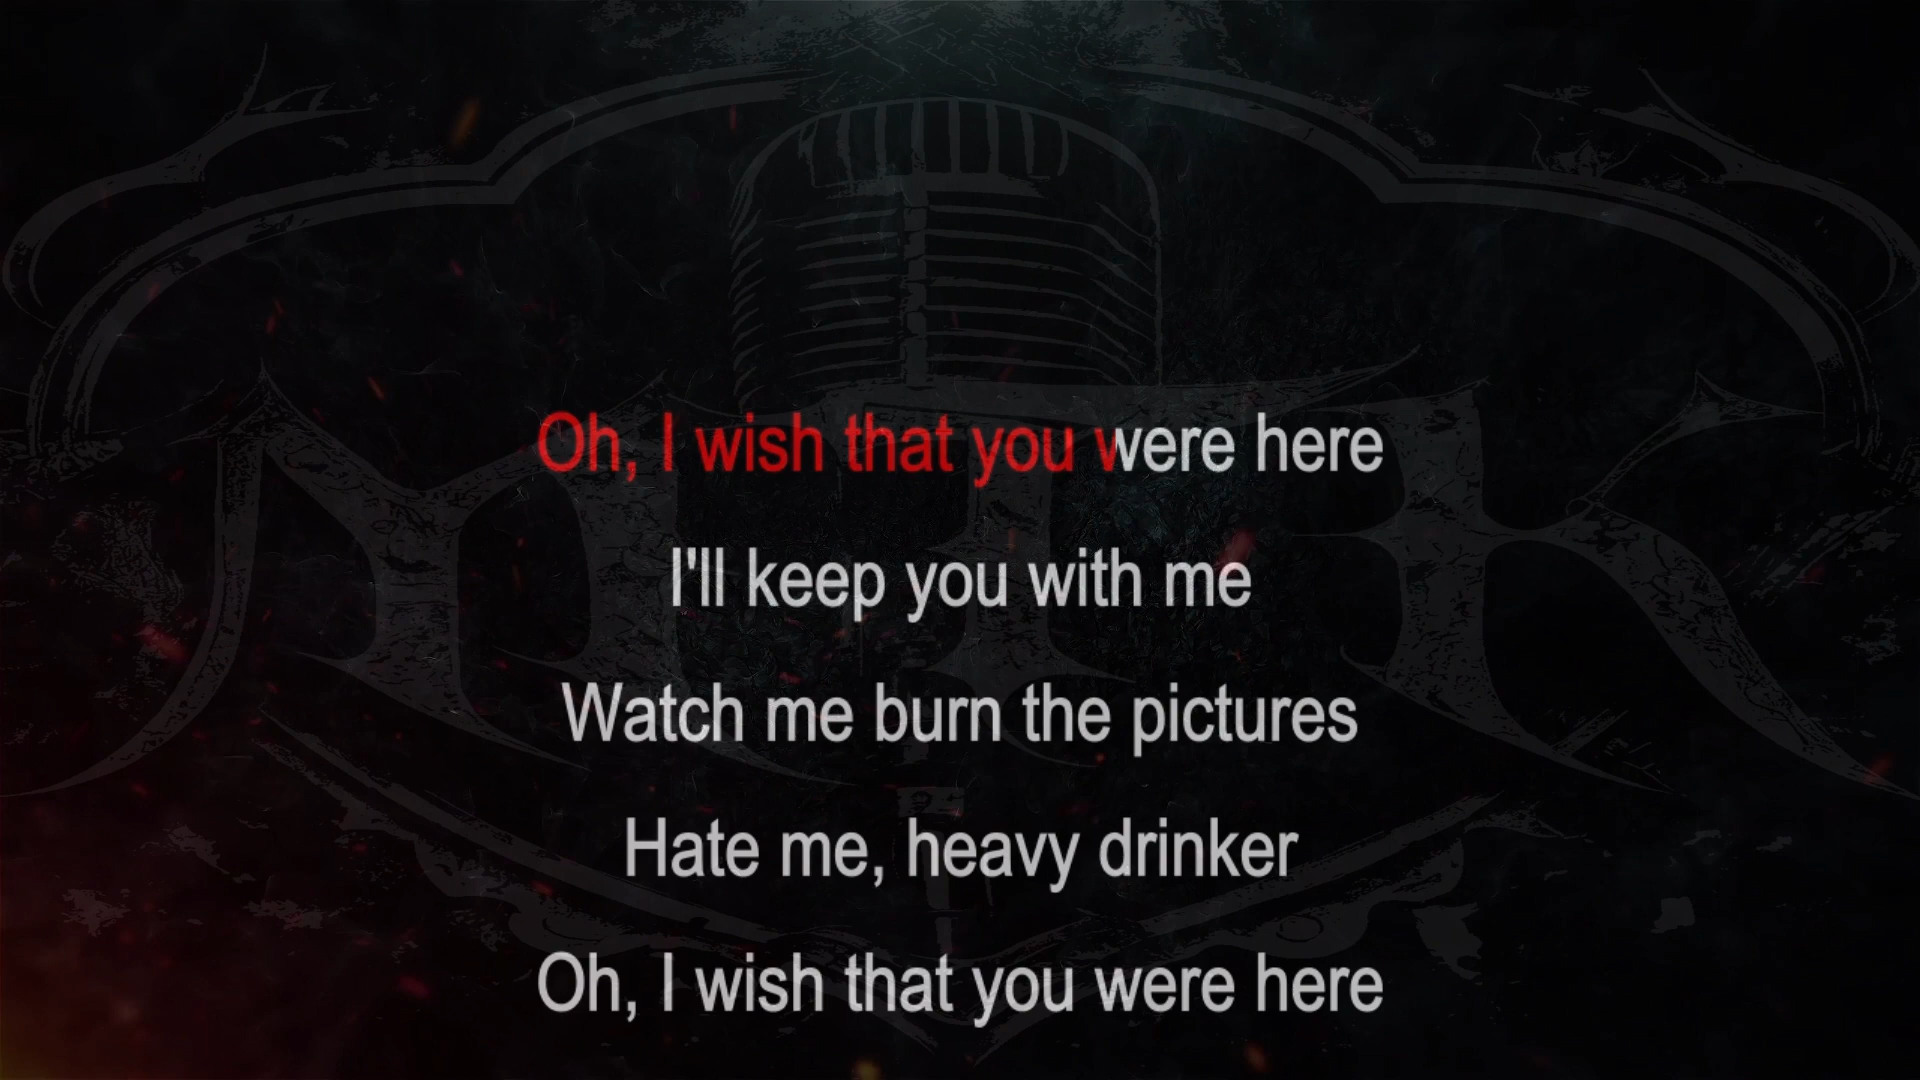 MTK
Oh, I wish that you were here
I'll keep you with me
Watch me burn the pictures
Hate me, heavy drinker
Oh, I wish that you were here